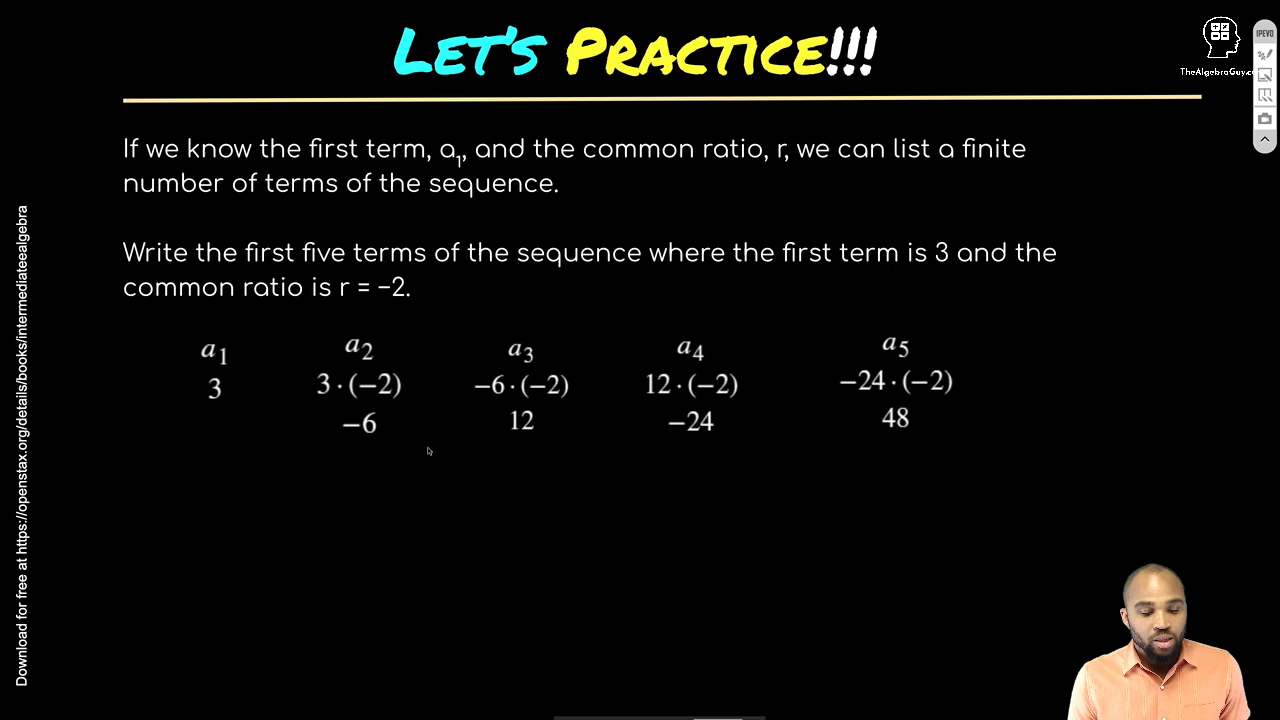 LET'S PRACTICE!!!
IPEVO
TheAlgebraGuy.co
If we know the first term, a₁, and the common ratio, r, we can list a finite
number of terms of the sequence.
Write the first five terms of the sequence where the first term is 3 and the
common ratio is r = −2.
a₁ a₂ a₃ a₄ a₅
3 3 · (−2) −6 · (−2) 12 · (−2) −24 · (−2)
−6 12 −24 48
Download for free at https://openstax.org/details/books/intermediateealgebra